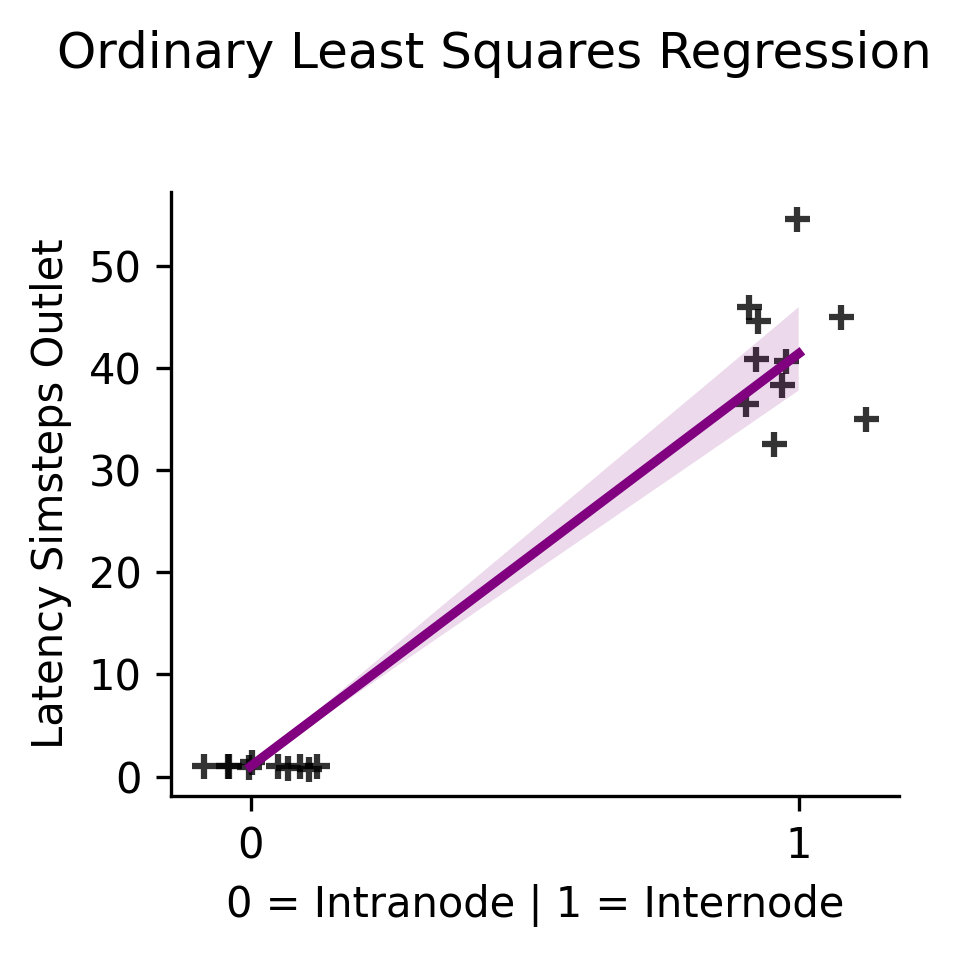 Ordinary Least Squares Regression
Latency Simsteps Outlet
50
40
30
20
10
0
0
1
0 = Intranode | 1 = Internode